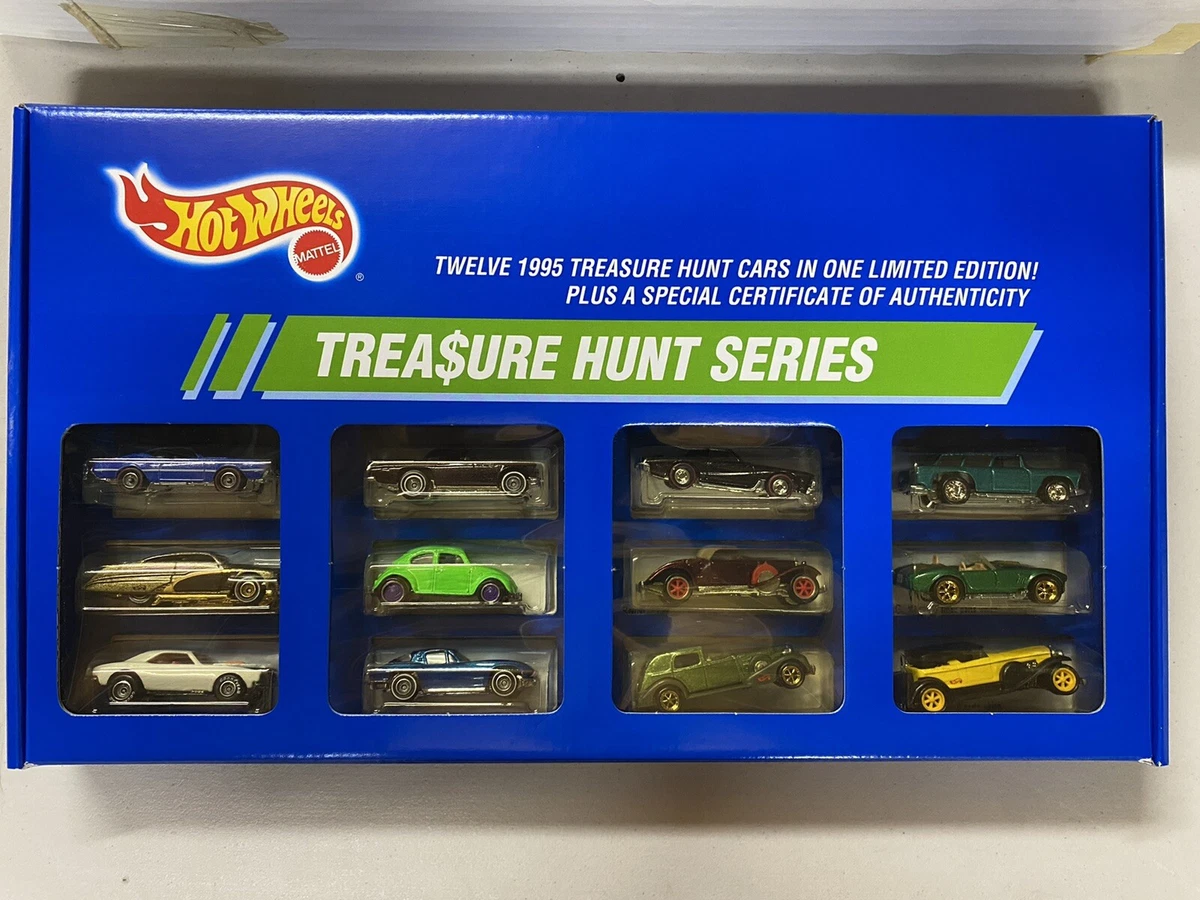 HOT WHEELS
MATTEL
®
TWELVE 1995 TREASURE HUNT CARS IN ONE LIMITED EDITION!
PLUS A SPECIAL CERTIFICATE OF AUTHENTICITY
TREA$URE HUNT SERIES